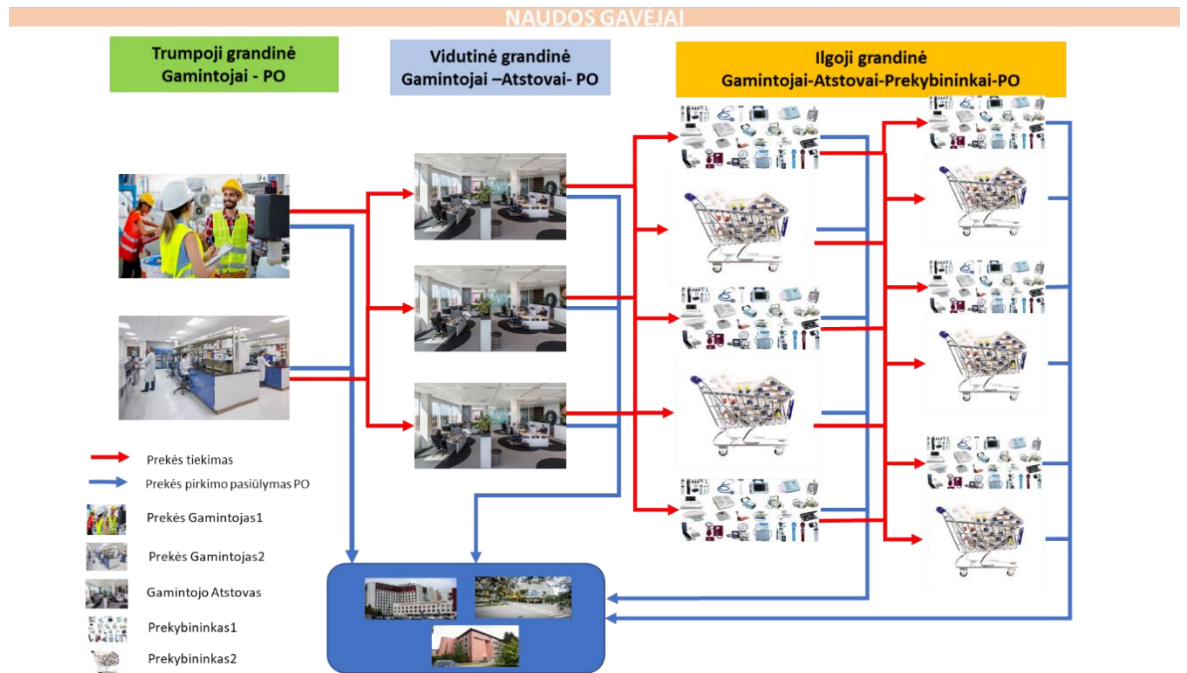 NAUDOS GAVĖJAI
Trumpoji grandinė
Gamintojai - PO
Vidutinė grandinė
Gamintojai –Atstovai- PO
Ilgoji grandinė
Gamintojai-Atstovai-Prekybininkai-PO
Prekės tiekimas
Prekės pirkimo pasiūlymas PO
Prekės Gamintojas1
Prekės Gamintojas2
Gamintojo Atstovas
Prekybininkas1
Prekybininkas2